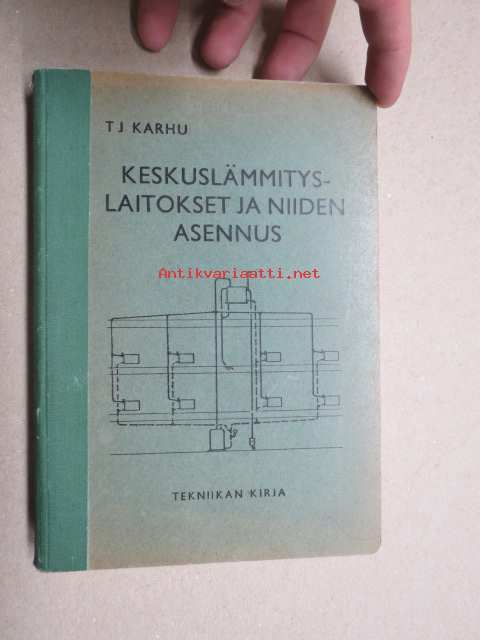 T J KARHU
KESKUSLÄMMITYS-
LAITOKSET JA NIIDEN
ASENNUS
Antikvariaatti.net
TEKNIIKAN KIRJA